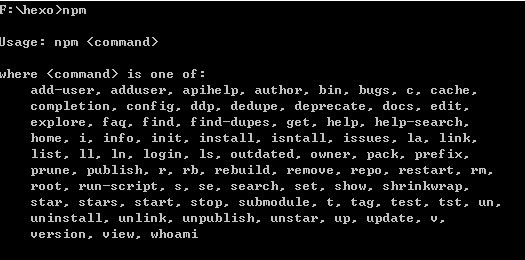 F:\hexo>npm
Usage: npm <command>
where <command> is one of:
add-user, adduser, apihelp, author, bin, bugs, c, cache,
completion, config, ddp, dedupe, deprecate, docs, edit,
explore, faq, find, find-dupes, get, help, help-search,
home, i, info, init, install, isntall, issues, la, link,
list, ll, ln, login, ls, outdated, owner, pack, prefix,
prune, publish, r, rb, rebuild, remove, repo, restart, rm,
root, run-script, s, se, search, set, show, shrinkwrap,
star, stars, start, stop, submodule, t, tag, test, tst, un,
uninstall, unlink, unpublish, unstar, up, update, v,
version, view, whoami